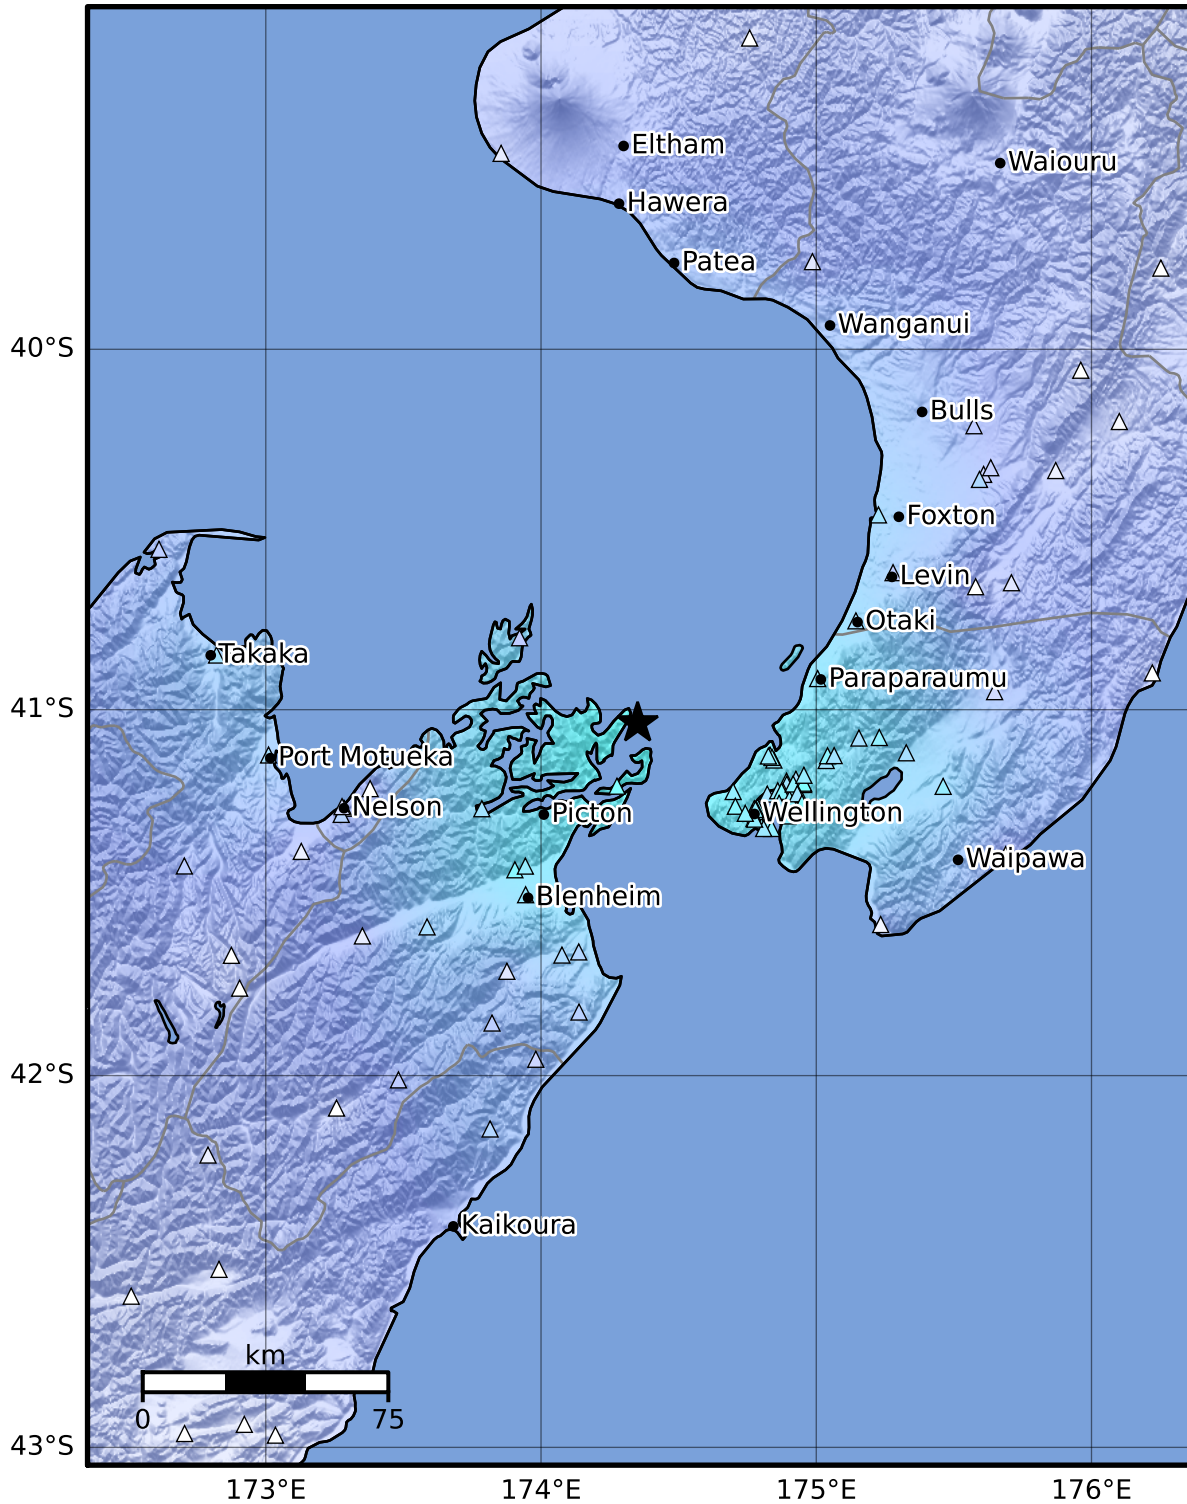 Eltham
Waiouru
Hawera
Patea
Wanganui
40°S
Bulls
Foxton
Levin
Otaki
Takaka
Paraparaumu
41°S
Port Motueka
Nelson
Picton
Wellington
Waipawa
Blenheim
42°S
Kaikoura
km
0
75
43°S
173°E
174°E
175°E
176°E